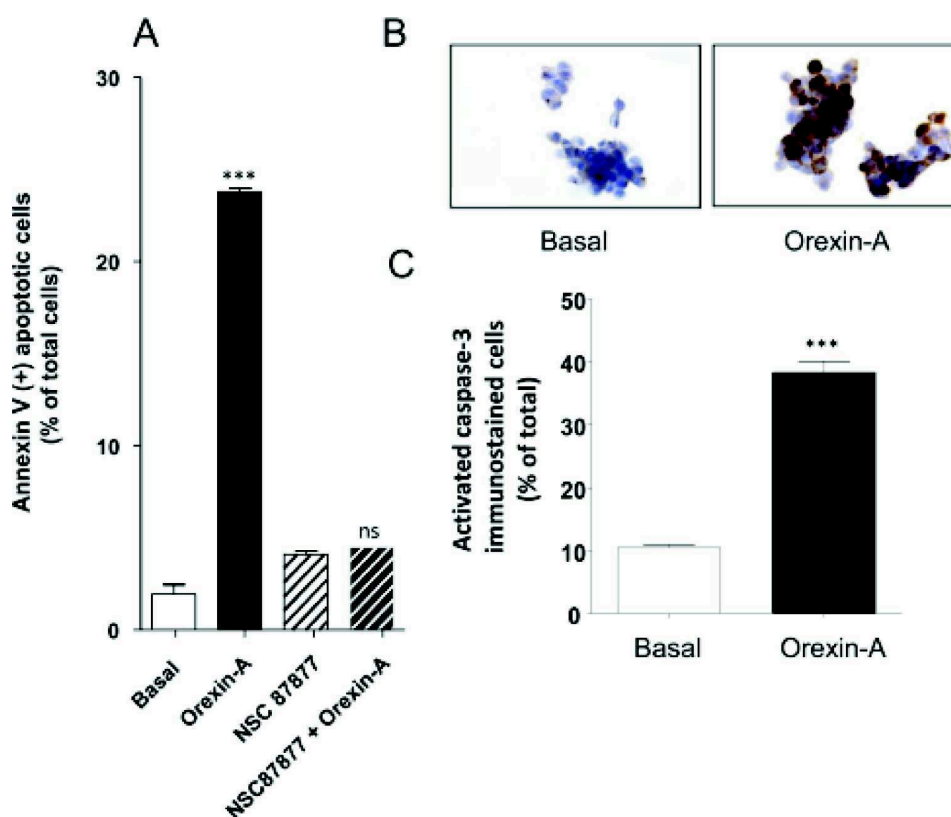 A
Annexin V (+) apoptotic cells
(% of total cells)
30
20
10
0
***
ns
Basal
Orexin-A
NSC 87877
NSC87877 + Orexin-A
B
Basal
Orexin-A
C
Activated caspase-3
immunostained cells
(% of total)
50
40
30
20
10
0
***
Basal
Orexin-A